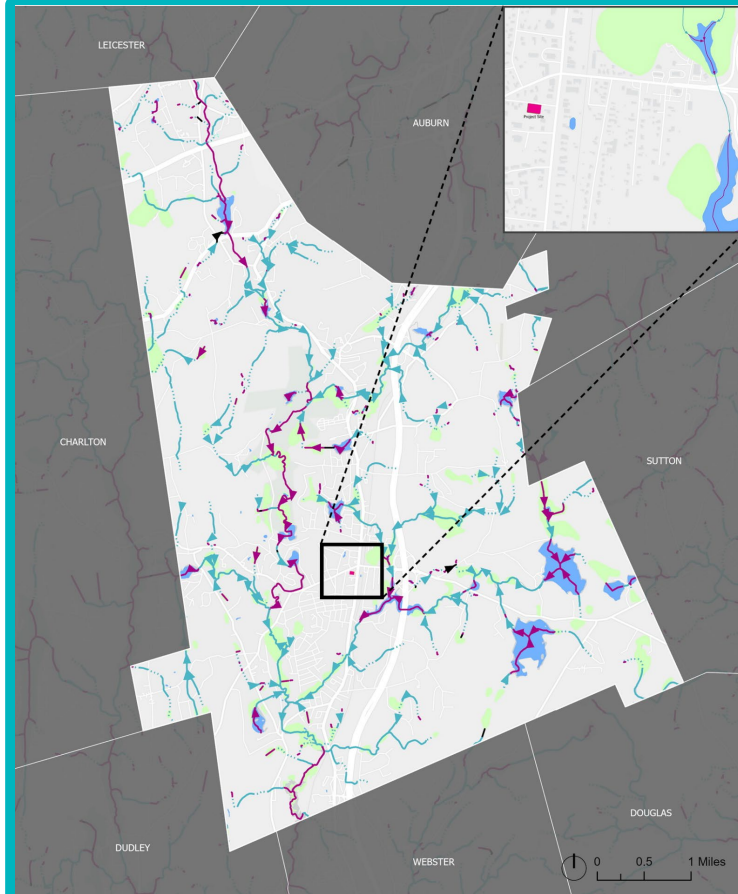 LEICESTER
AUBURN
Project Site
CHARLTON
SUTTON
DOUGLAS
DUDLEY
WEBSTER
0 0.5 1 Miles